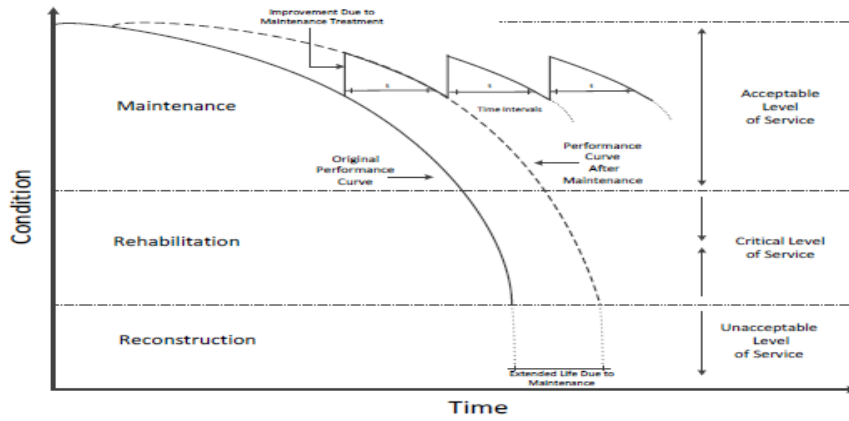 Improvement Due to
Maintenance Treatment
Maintenance
t
t
t
Time Intervals
Acceptable
Level
of Service
Original
Performance
Curve
Performance
Curve
After
Maintenance
Condition
Rehabilitation
Critical Level
of Service
Reconstruction
Unacceptable
Level
of Service
Extended Life Due to
Maintenance
Time